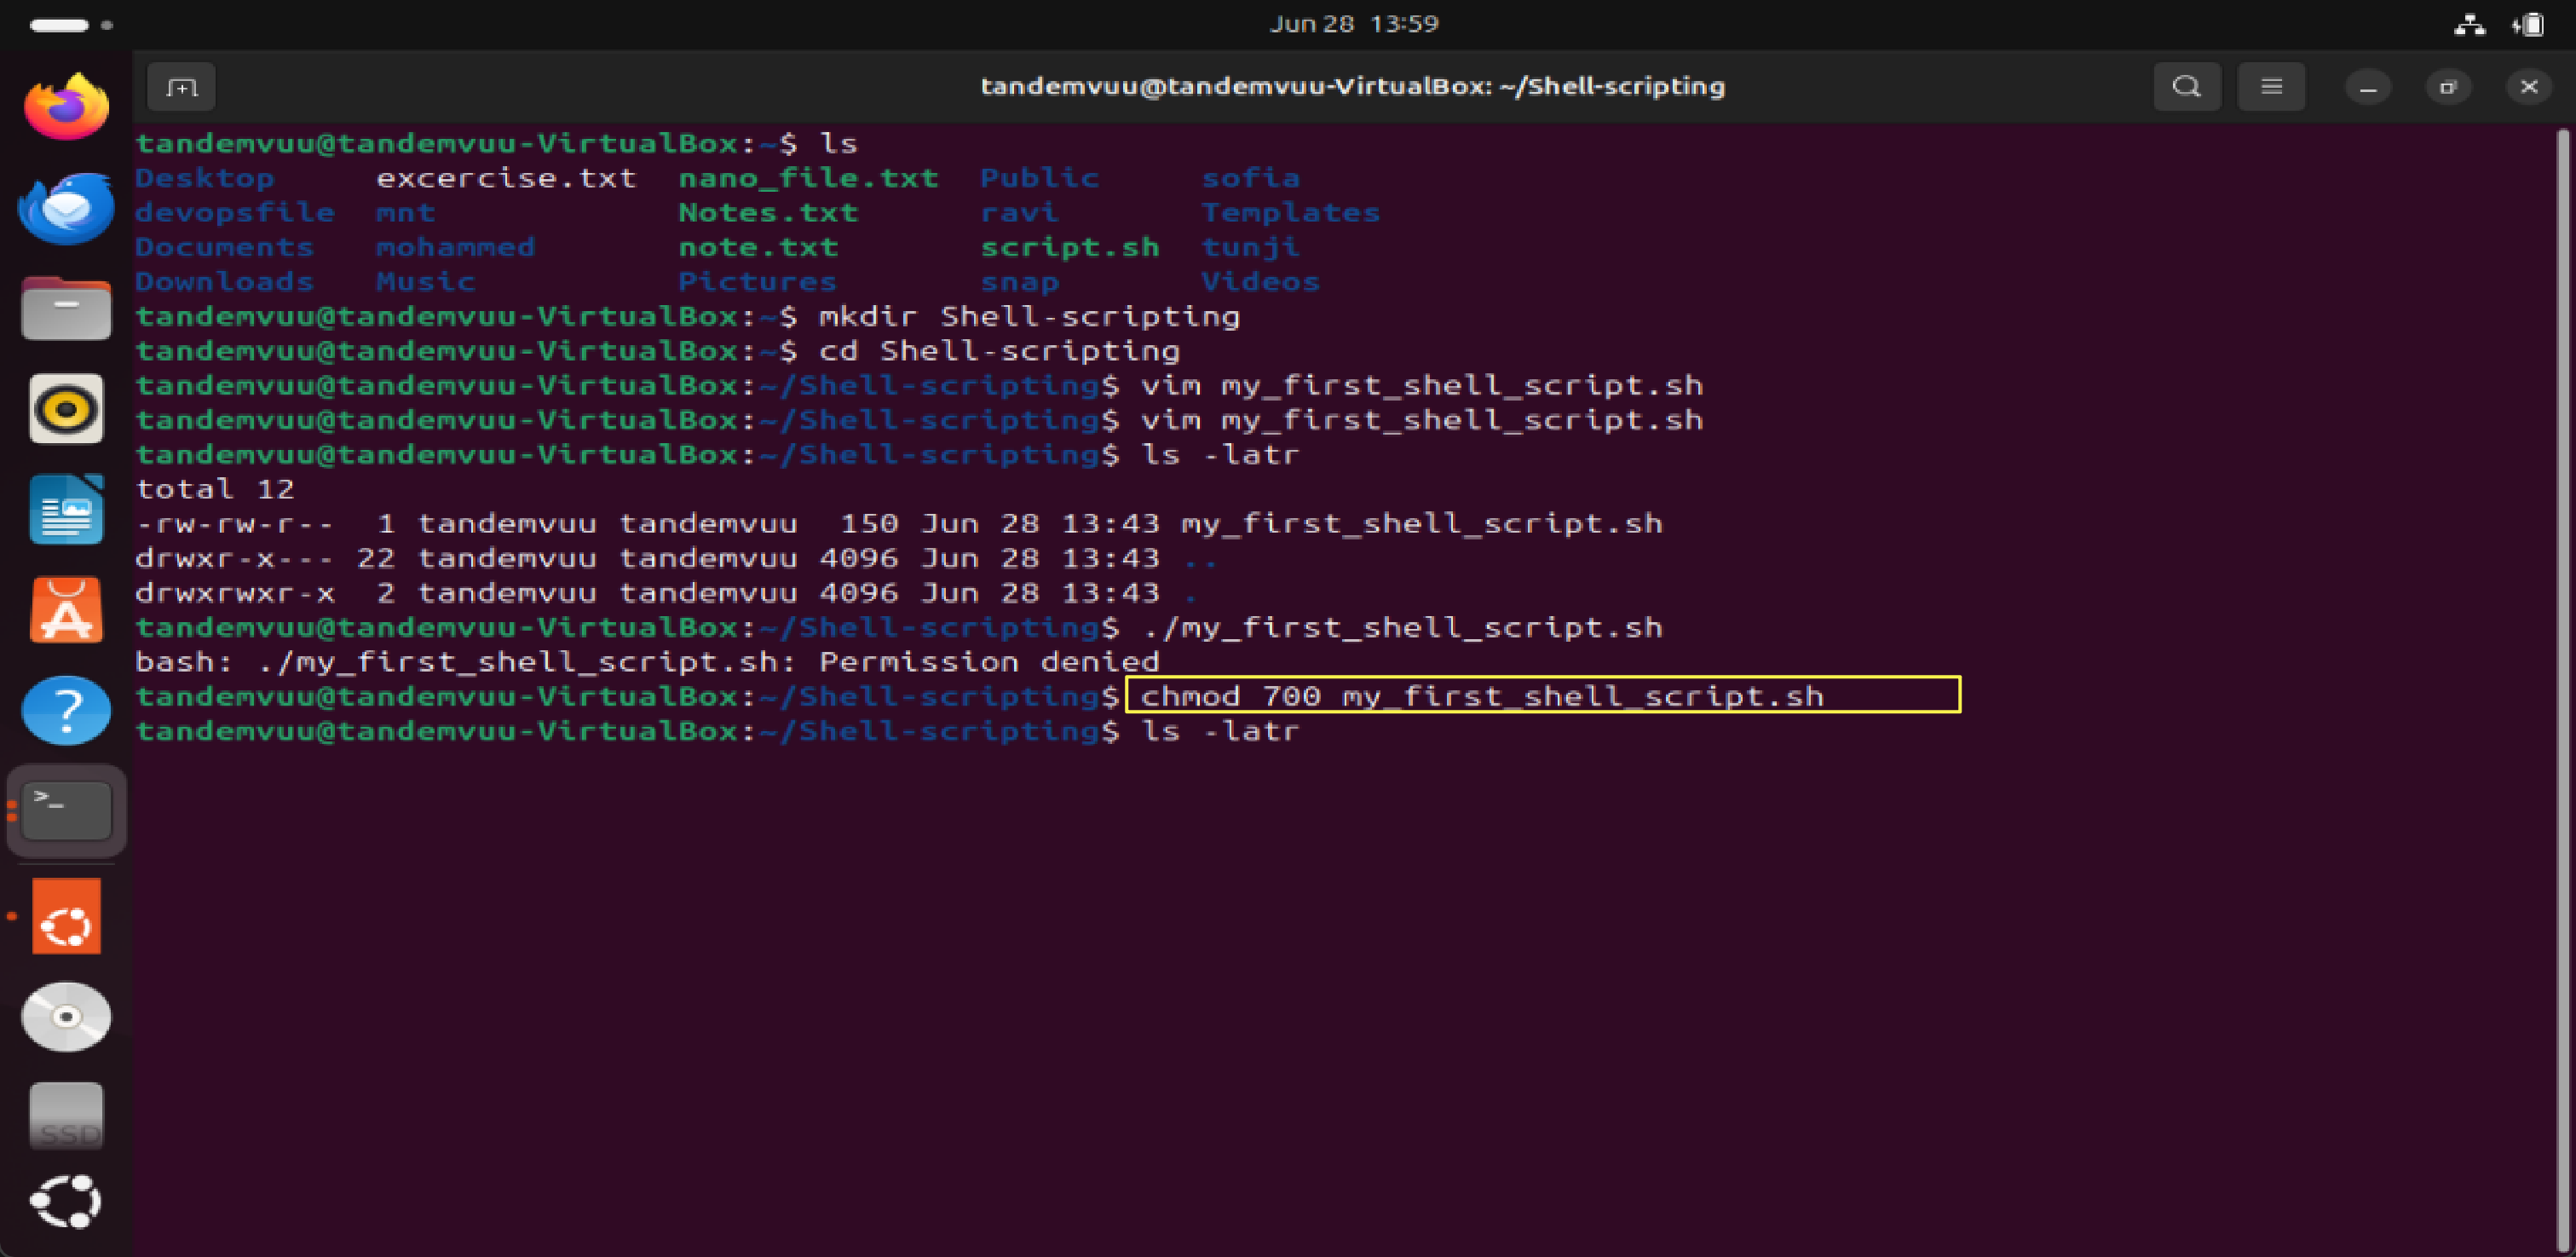 Jun 28 13:59
tandemvuu@tandemvuu-VirtualBox: ~/Shell-scripting
tandemvuu@tandemvuu-VirtualBox:~$ ls
Desktop excercise.txt nano_file.txt Public sofia
devopsfile mnt Notes.txt ravi Templates
Documents mohammed note.txt script.sh tunji
Downloads Music Pictures snap Videos
tandemvuu@tandemvuu-VirtualBox:~$ mkdir Shell-scripting
tandemvuu@tandemvuu-VirtualBox:~$ cd Shell-scripting
tandemvuu@tandemvuu-VirtualBox:~/Shell-scripting$ vim my_first_shell_script.sh
tandemvuu@tandemvuu-VirtualBox:~/Shell-scripting$ vim my_first_shell_script.sh
tandemvuu@tandemvuu-VirtualBox:~/Shell-scripting$ ls -latr
total 12
-rw-rw-r-- 1 tandemvuu tandemvuu 150 Jun 28 13:43 my_first_shell_script.sh
drwxr-x--- 22 tandemvuu tandemvuu 4096 Jun 28 13:43 ..
drwxrwxr-x 2 tandemvuu tandemvuu 4096 Jun 28 13:43 .
tandemvuu@tandemvuu-VirtualBox:~/Shell-scripting$ ./my_first_shell_script.sh
bash: ./my_first_shell_script.sh: Permission denied
tandemvuu@tandemvuu-VirtualBox:~/Shell-scripting$ chmod 700 my_first_shell_script.sh
tandemvuu@tandemvuu-VirtualBox:~/Shell-scripting$ ls -latr
>_
SSD